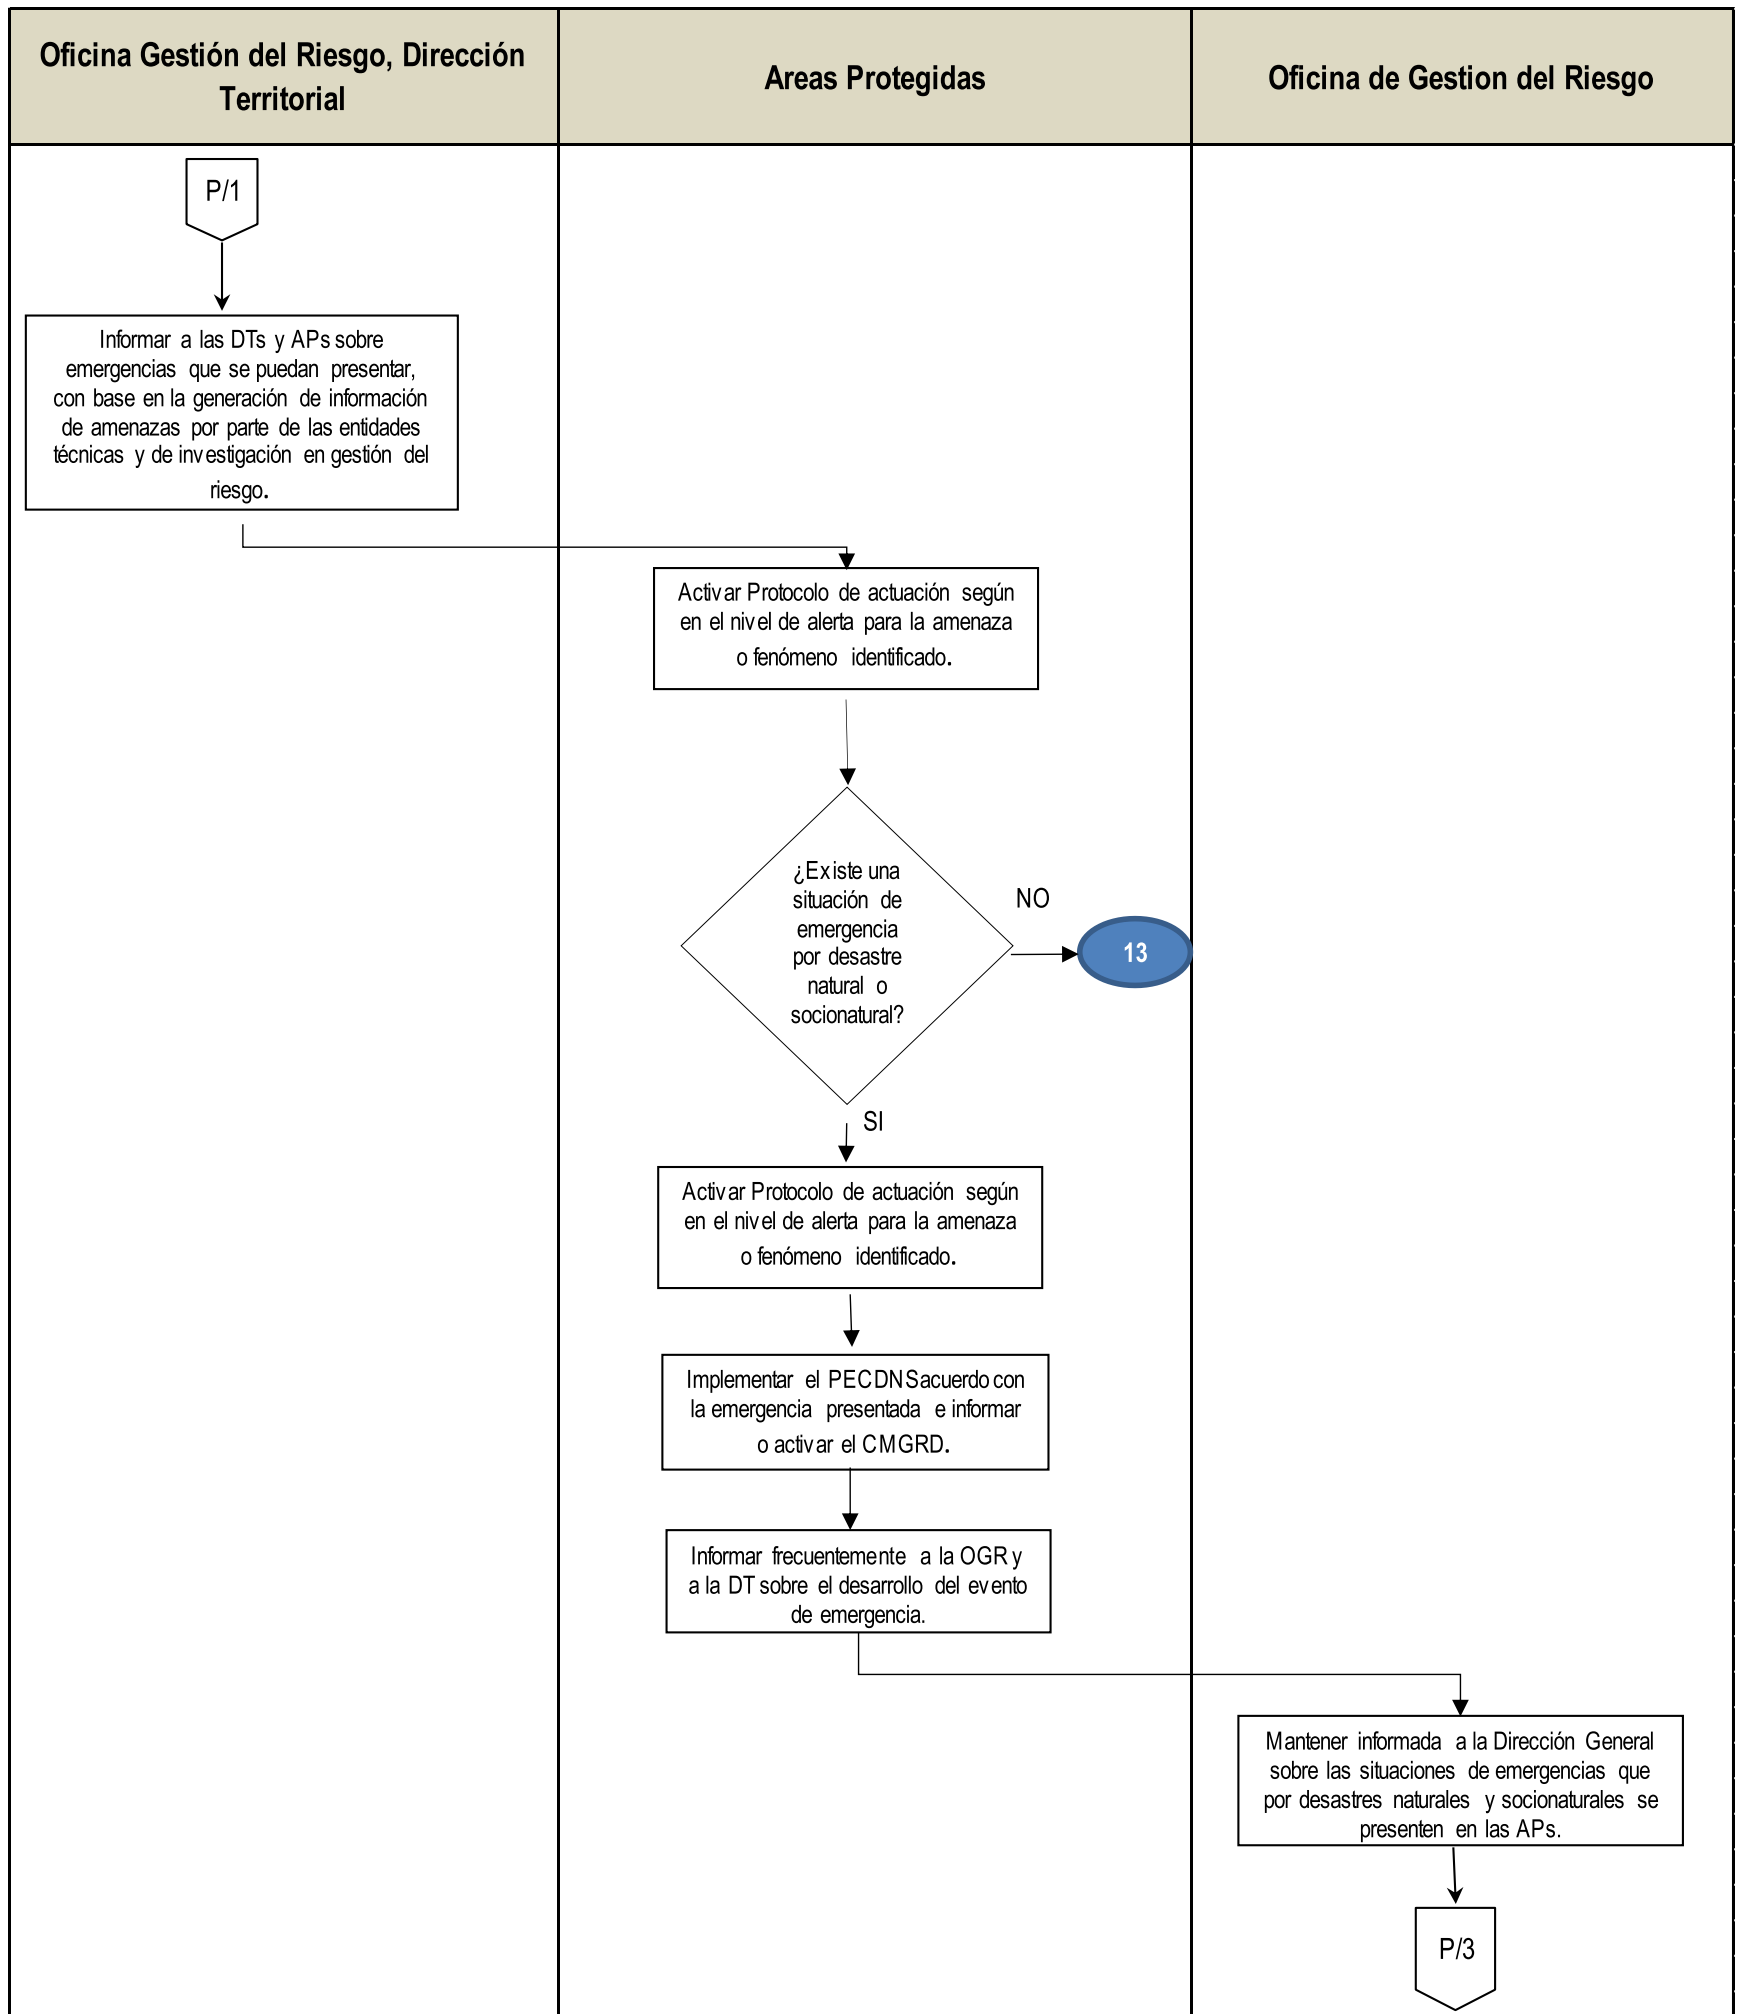 Oficina Gestión del Riesgo, Dirección
Territorial
Areas Protegidas
Oficina de Gestion del Riesgo
P/1
Informar a las DTs y APs sobre
emergencias que se puedan presentar,
con base en la generación de información
de amenazas por parte de las entidades
técnicas y de investigación en gestión del
riesgo.
Activar Protocolo de actuación según
en el nivel de alerta para la amenaza
o fenómeno identificado.
¿Existe una
situación de
emergencia
por desastre
natural o
socionatural?
NO
13
SI
Activar Protocolo de actuación según
en el nivel de alerta para la amenaza
o fenómeno identificado.
Implementar el PECDNSacuerdo con
la emergencia presentada e informar
o activar el CMGRD.
Informar frecuentemente a la OGR y
a la DT sobre el desarrollo del evento
de emergencia.
Mantener informada a la Dirección General
sobre las situaciones de emergencias que
por desastres naturales y socionaturales se
presenten en las APs.
P/3